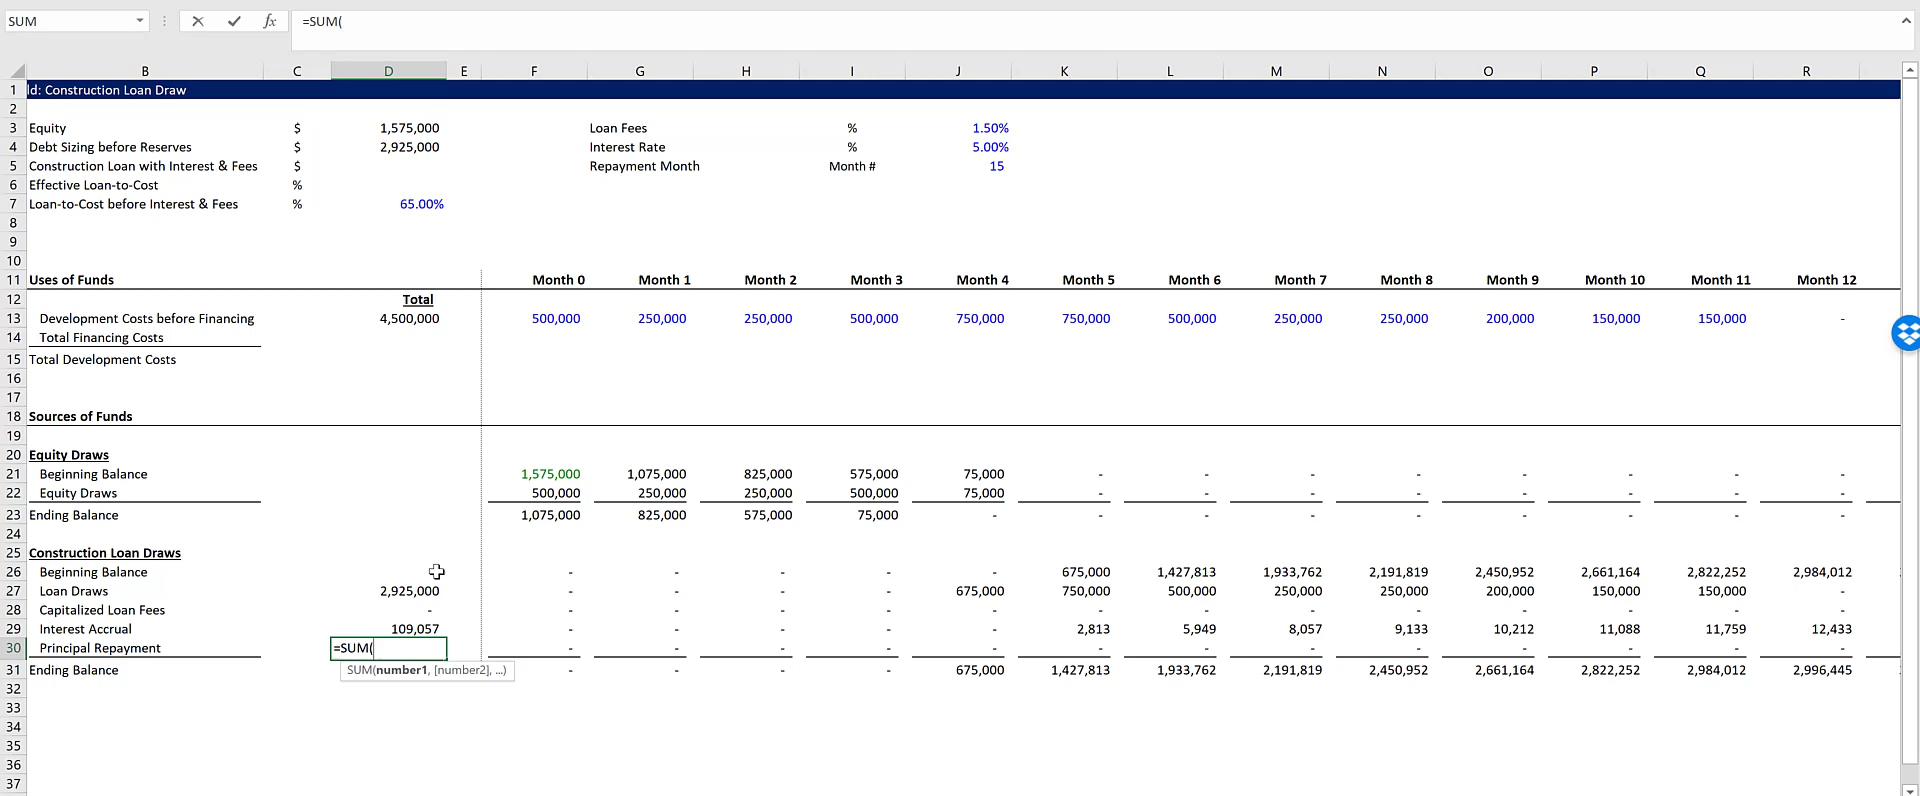 SUM fx =SUM(
B C D E F G H I J K L M N O P Q R
1 ld: Construction Loan Draw
2
3 Equity $ 1,575,000 Loan Fees % 1.50%
4 Debt Sizing before Reserves $ 2,925,000 Interest Rate % 5.00%
5 Construction Loan with Interest & Fees $ Repayment Month Month # 15
6 Effective Loan-to-Cost %
7 Loan-to-Cost before Interest & Fees % 65.00%
8
9
10
11 Uses of Funds Month 0 Month 1 Month 2 Month 3 Month 4 Month 5 Month 6 Month 7 Month 8 Month 9 Month 10 Month 11 Month 12
12 Total
13 Development Costs before Financing 4,500,000 500,000 250,000 250,000 500,000 750,000 750,000 500,000 250,000 250,000 200,000 150,000 150,000 -
14 Total Financing Costs
15 Total Development Costs
16
17
18 Sources of Funds
19
20 Equity Draws
21 Beginning Balance 1,575,000 1,075,000 825,000 575,000 75,000 - - - - - - - -
22 Equity Draws 500,000 250,000 250,000 500,000 75,000 - - - - - - - -
23 Ending Balance 1,075,000 825,000 575,000 75,000 - - - - - - - - -
24
25 Construction Loan Draws
26 Beginning Balance - - - - - 675,000 1,427,813 1,933,762 2,191,819 2,450,952 2,661,164 2,822,252 2,984,012
27 Loan Draws 2,925,000 - - - - 675,000 750,000 500,000 250,000 250,000 200,000 150,000 150,000 -
28 Capitalized Loan Fees - - - - - - - - - - - - - -
29 Interest Accrual 109,057 - - - - - 2,813 5,949 8,057 9,133 10,212 11,088 11,759 12,433
30 Principal Repayment =SUM( - - - - - - - - - - - - -
31 Ending Balance SUM(number1, [number2], ...) - - - - 675,000 1,427,813 1,933,762 2,191,819 2,450,952 2,661,164 2,822,252 2,984,012 2,996,445
32
33
34
35
36
37